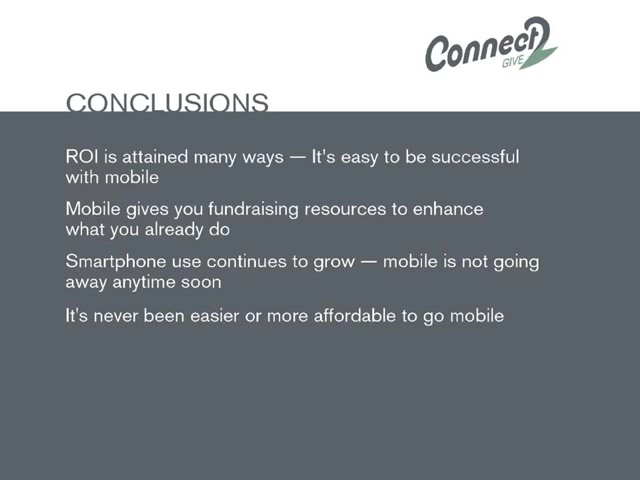 Connect2
GIVE
CONCLUSIONS
ROI is attained many ways — It's easy to be successful
with mobile
Mobile gives you fundraising resources to enhance
what you already do
Smartphone use continues to grow — mobile is not going
away anytime soon
It's never been easier or more affordable to go mobile